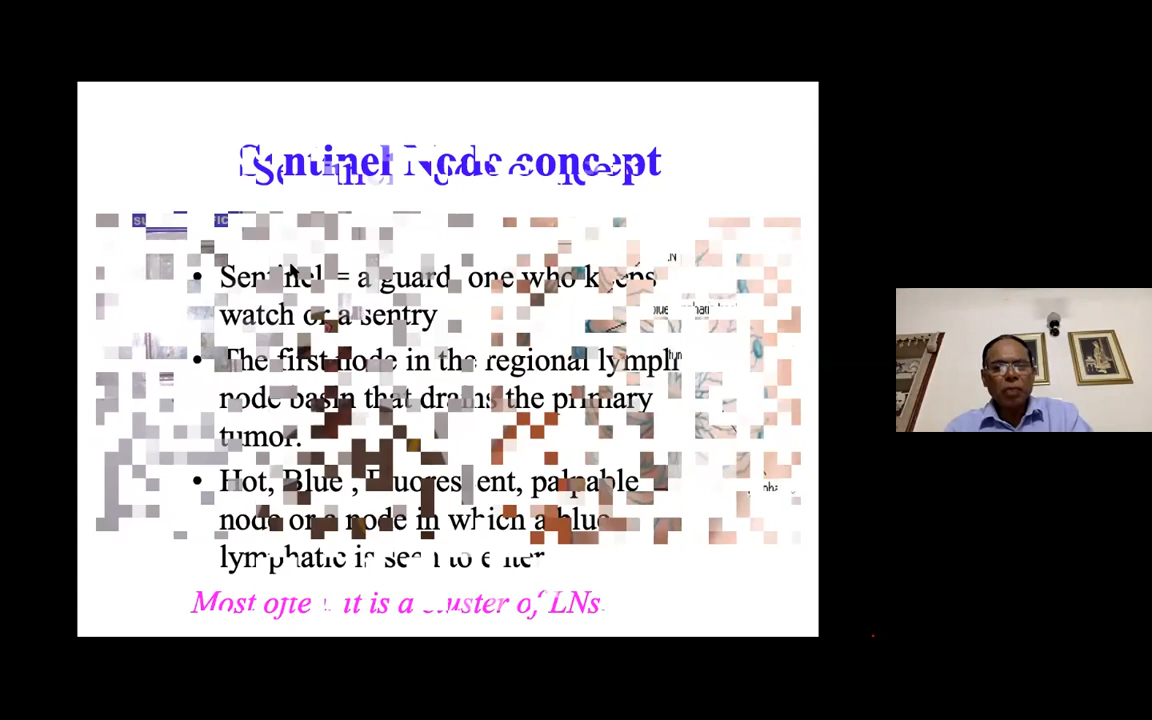 Sentinel Node concept
• Sentinel = a guard, one who keeps
watch or a sentry
• The first node in the regional lymph
node basin that drains the primary
tumor.
• Hot, Blue , Fluorescent, palpable
node or a node in which a blue
lymphatic is seen to enter
Most often it is a cluster of LNs.